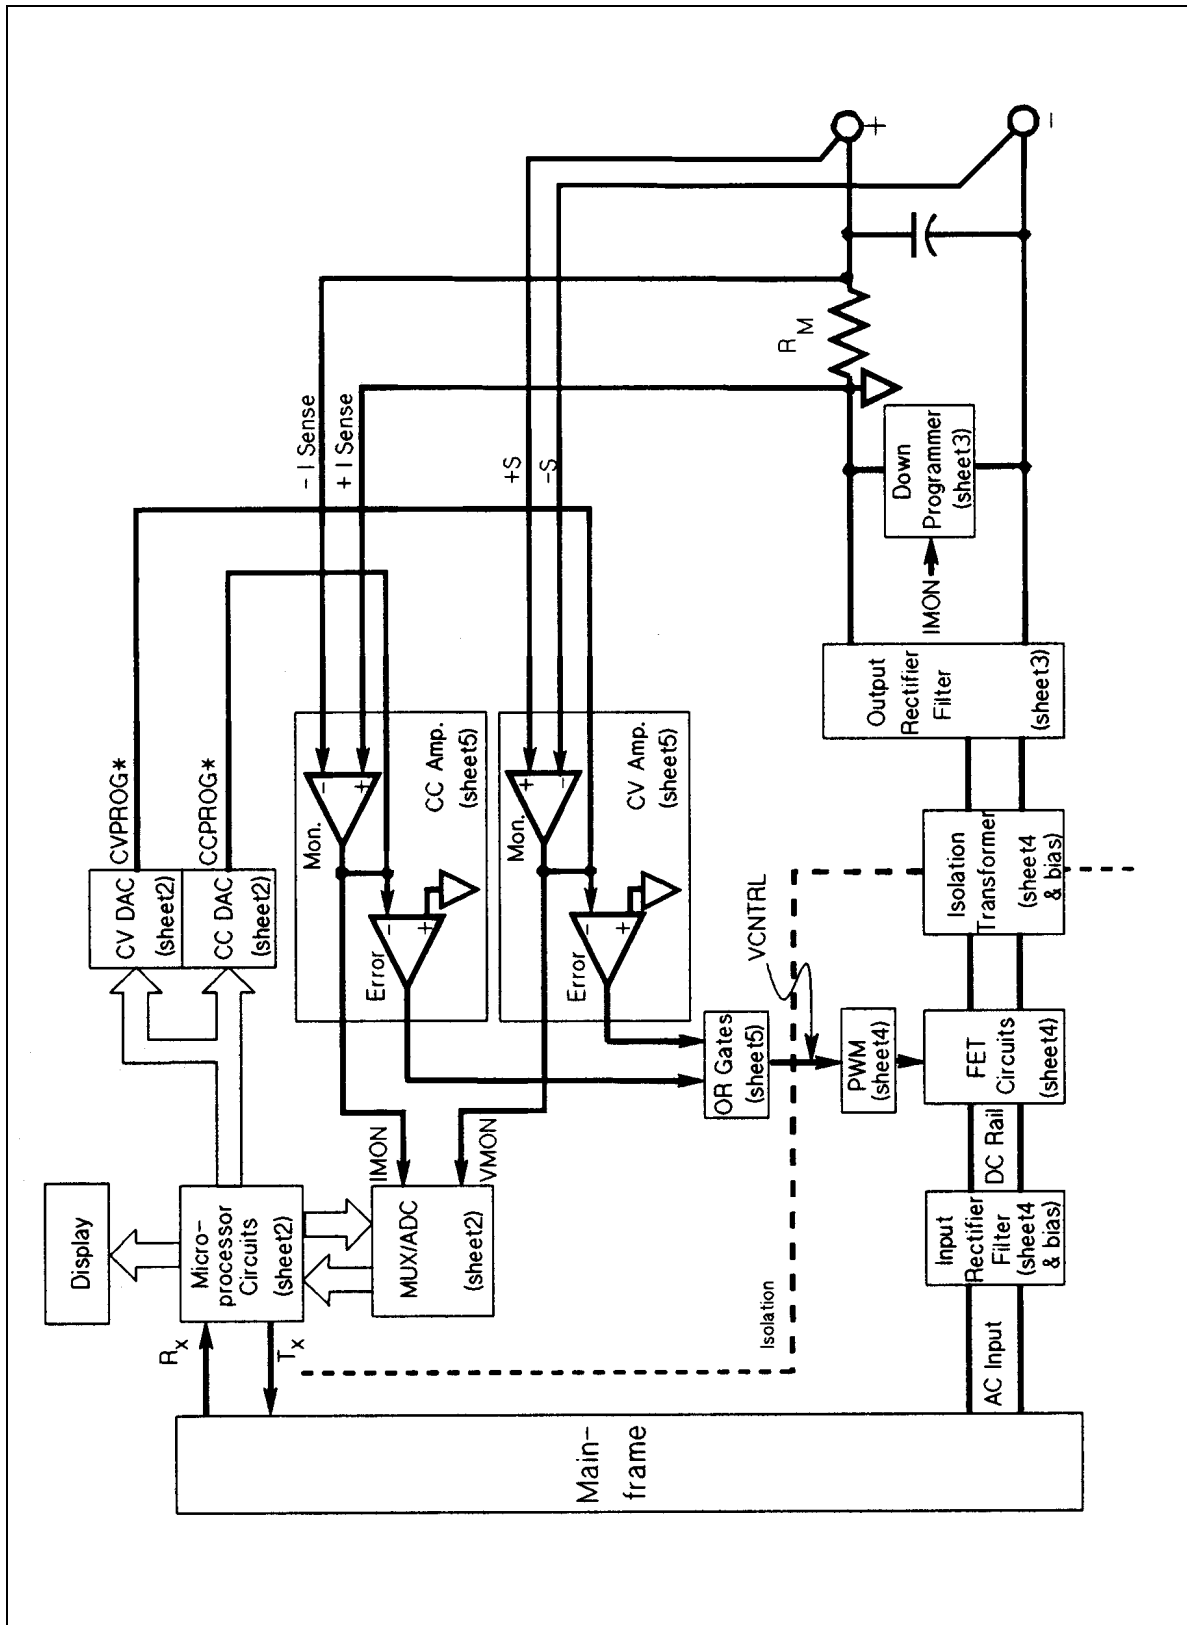 Main-
frame
Rx
Tx
Display
Micro-
processor
Circuits
(sheet2)
MUX/ADC
(sheet2)
IMON
VMON
CV DAC
(sheet2)
CC DAC
(sheet2)
CVPROG*
CCPROG*
- I Sense
+ I Sense
+S
-S
Mon.
-
+
Error
-
+
CC Amp.
(sheet5)
Mon.
+
-
Error
-
+
CV Amp.
(sheet5)
OR Gates
(sheet5)
VCNTRL
Isolation
PWM
(sheet4)
AC Input
Input
Rectifier
Filter
(sheet4
& bias)
DC Rail
FET
Circuits
(sheet4)
Isolation
Transformer
(sheet4
& bias)
Output
Rectifier
Filter
(sheet3)
IMON
Down
Programmer
(sheet3)
RM
+
-